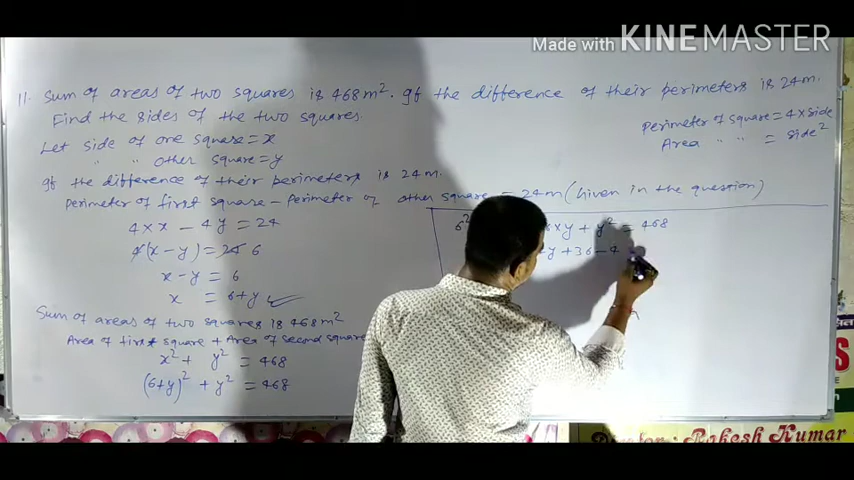 Made with KINEMASTER
11. Sum of areas of two squares is 468 m². If the difference of their perimeters is 24 m.
Find the sides of the two squares.
Perimeter of square = 4 × side
Area " " = side²
Let side of one square = x
" " other square = y
If the difference of their perimeters is 24 m.
Perimeter of first square - Perimeter of other square = 24 m (Given in the question)
4 × x - 4y = 24
4(x - y) = 24 6
x - y = 6
x = 6 + y
Sum of areas of two squares is 468 m²
Area of first square + Area of second square
x² + y² = 468
(6+y)² + y² = 468
6² × y + y² = 468
y + 36 - 4
Rakesh Kumar